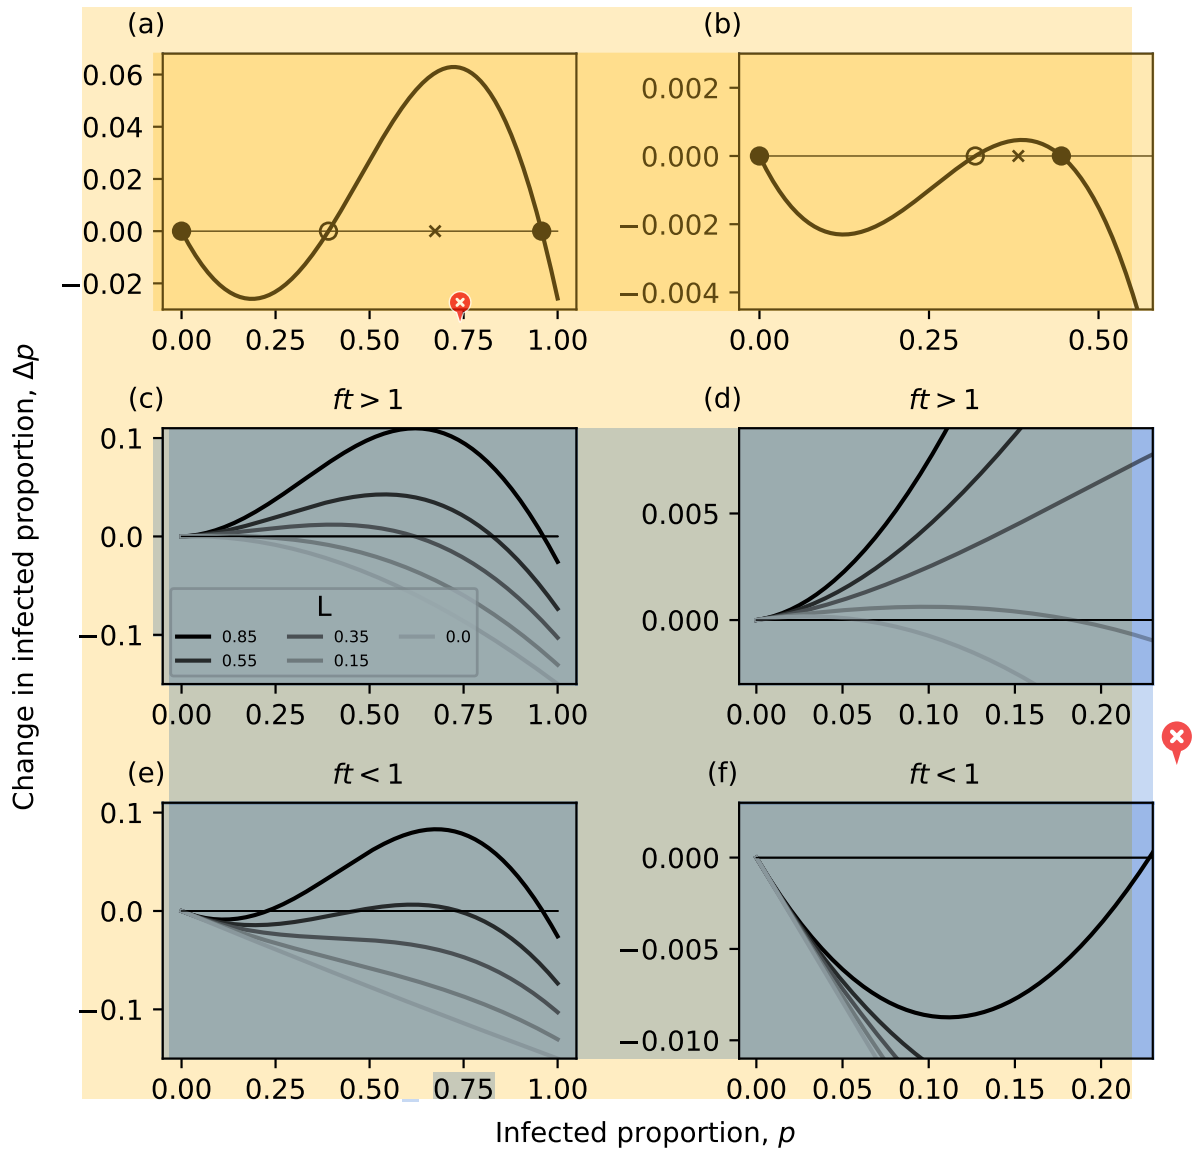 (a)
(b)
0.06
0.04
0.02
0.00
−0.02
0.00 0.25 0.50 0.75 1.00
0.002
0.000
−0.002
−0.004
0.00 0.25 0.50
Change in infected proportion, Δp
(c)
ft > 1
(d)
ft > 1
0.1
0.0
−0.1
L
0.85 0.35 0.0
0.55 0.15
0.00 0.25 0.50 0.75 1.00
0.005
0.000
0.00 0.05 0.10 0.15 0.20
(e)
ft < 1
(f)
ft < 1
0.1
0.0
−0.1
0.00 0.25 0.50 0.75 1.00
0.000
−0.005
−0.010
0.00 0.05 0.10 0.15 0.20
Infected proportion, p